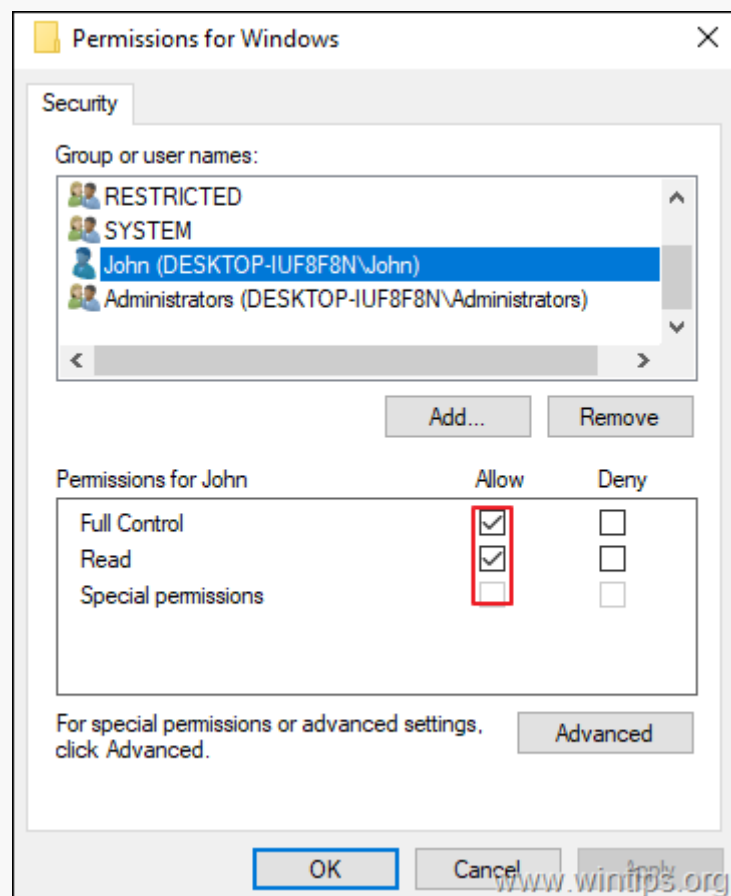 Permissions for Windows
Security
Group or user names:
RESTRICTED
SYSTEM
John (DESKTOP-IUF8F8N\John)
Administrators (DESKTOP-IUF8F8N\Administrators)
Add...
Remove
Permissions for John
Allow
Deny
Full Control
Read
Special permissions
For special permissions or advanced settings,
click Advanced.
Advanced
OK
Cancel
Apply
www.wintips.org